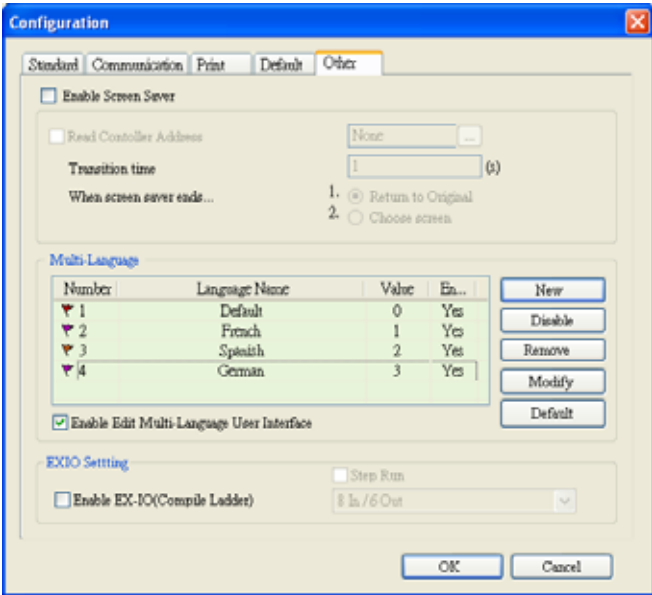 Configuration
Standard Communication Print Default Other
Enable Screen Saver
Read Contoller Address None ...
Transition time 1 (s)
When screen saver ends... 1. Return to Original
2. Choose screen
Multi-Language
Number Language Name Value En...
1 Default 0 Yes
2 French 1 Yes
3 Spanish 2 Yes
4 German 3 Yes
New
Disable
Remove
Modify
Default
Enable Edit Multi-Language User Interface
EXIO Settting
Step Run
Enable EX-IO(Compile Ladder) 8 In / 6 Out
OK Cancel